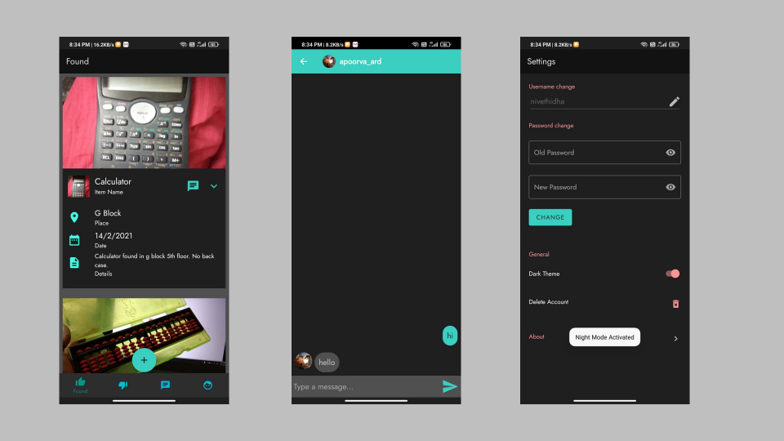 8:34 PM | 16.2KB/s
Found
Calculator
Item Name
G Block
Place
14/2/2021
Date
Calculator found in g block 5th floor. No back
case.
Details
+
Found
8:34 PM | 8.2KB/s
apoorva_ard
hi
hello
Type a message...
8:34 PM | 8.2KB/s
Settings
Username change
nivethidha
Password change
Old Password
New Password
CHANGE
General
Dark Theme
Delete Account
About
Night Mode Activated